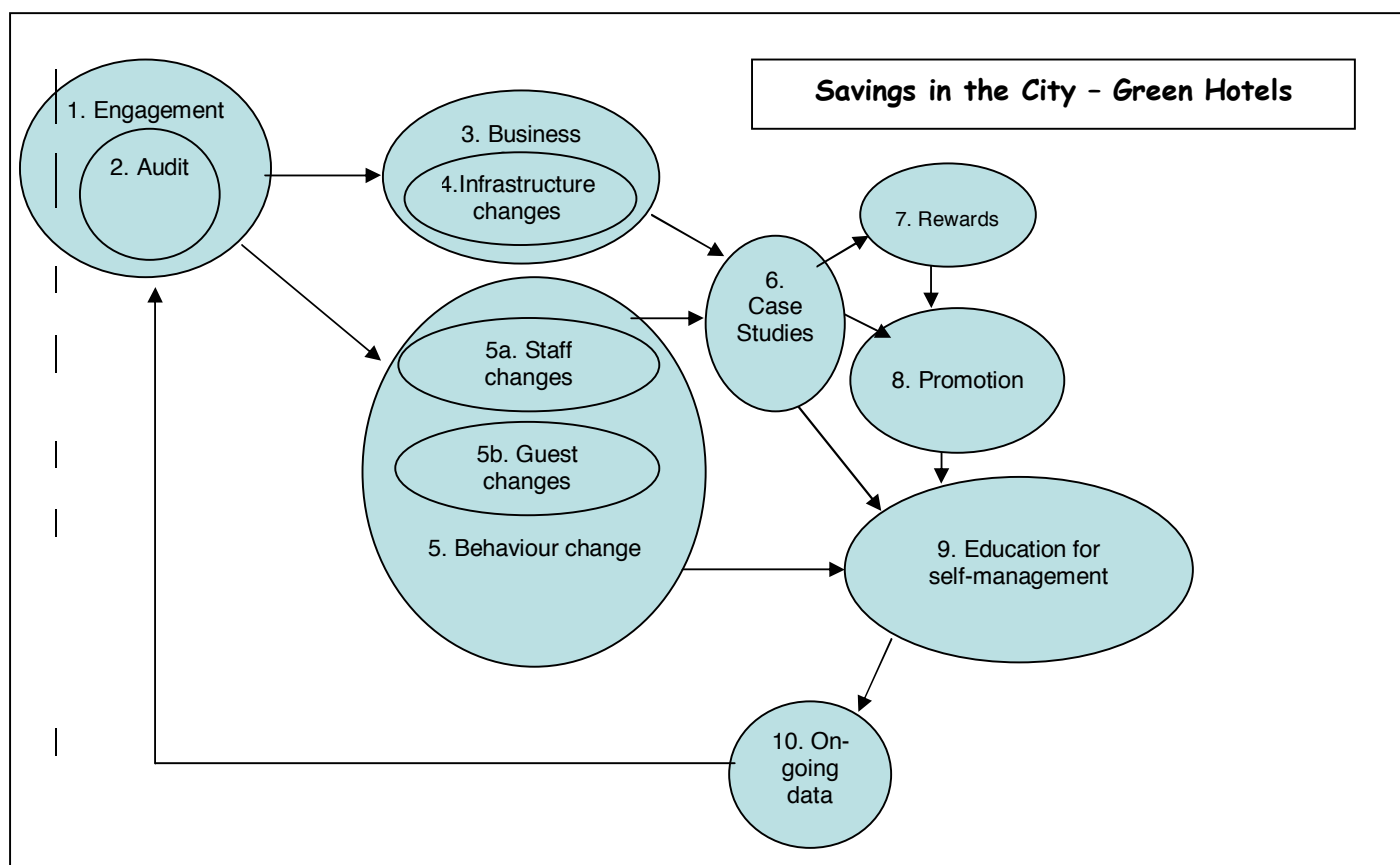 Savings in the City – Green Hotels
1. Engagement
2. Audit
3. Business
4.Infrastructure
changes
5a. Staff
changes
5b. Guest
changes
5. Behaviour change
6.
Case
Studies
7. Rewards
8. Promotion
9. Education for
self-management
10. On-
going
data